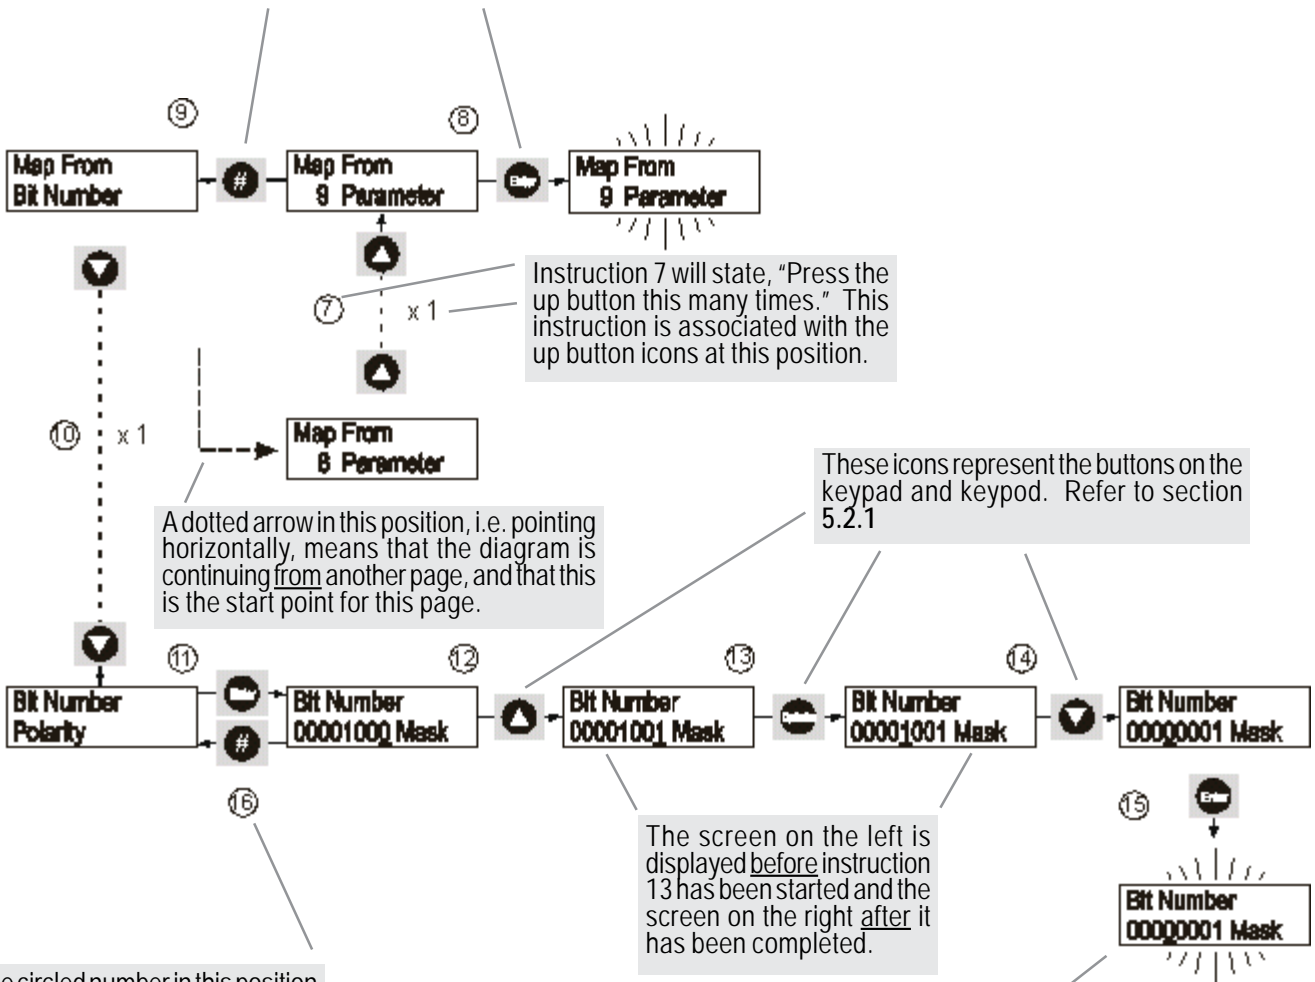 9
8
Map From
Bit Number
#
Map From
9 Parameter
Enter
Map From
9 Parameter
7
x 1
Instruction 7 will state, "Press the
up button this many times." This
instruction is associated with the
up button icons at this position.
10
x 1
Map From
8 Parameter
A dotted arrow in this position, i.e. pointing
horizontally, means that the diagram is
continuing from another page, and that this
is the start point for this page.
These icons represent the buttons on the
keypad and keypod. Refer to section
5.2.1
11
12
13
14
Bit Number
Polarity
#
Bit Number
00001000 Mask
Bit Number
00001001 Mask
Bit Number
00001001 Mask
Bit Number
00000001 Mask
16
15
Enter
The screen on the left is
displayed before instruction
13 has been started and the
screen on the right after it
has been completed.
Bit Number
00000001 Mask
circled number in this position